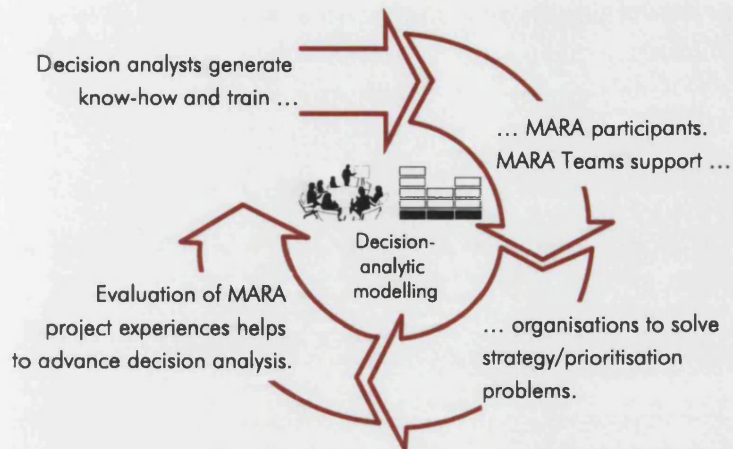 Decision analysts generate
know-how and train ...
... MARA participants.
MARA Teams support ...
Decision-
analytic
modelling
... organisations to solve
strategy/prioritisation
problems.
Evaluation of MARA
project experiences helps
to advance decision analysis.